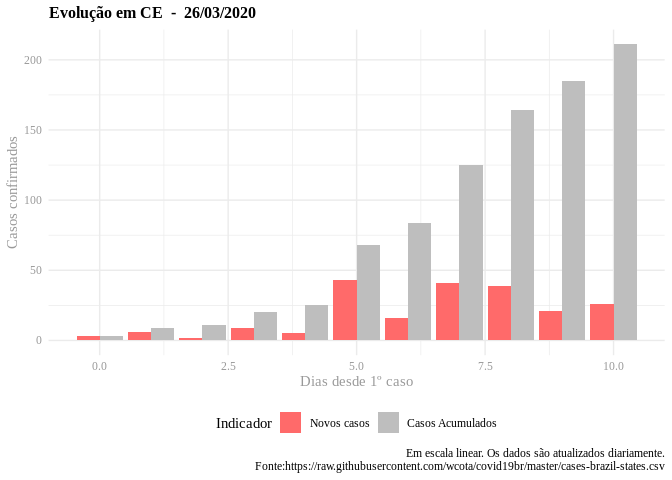 Evolução em CE  -  26/03/2020
Casos confirmados
200
150
100
50
0
0.0 2.5 5.0 7.5 10.0
Dias desde 1º caso
Indicador Novos casos Casos Acumulados
Em escala linear. Os dados são atualizados diariamente.
Fonte:https://raw.githubusercontent.com/wcota/covid19br/master/cases-brazil-states.csv